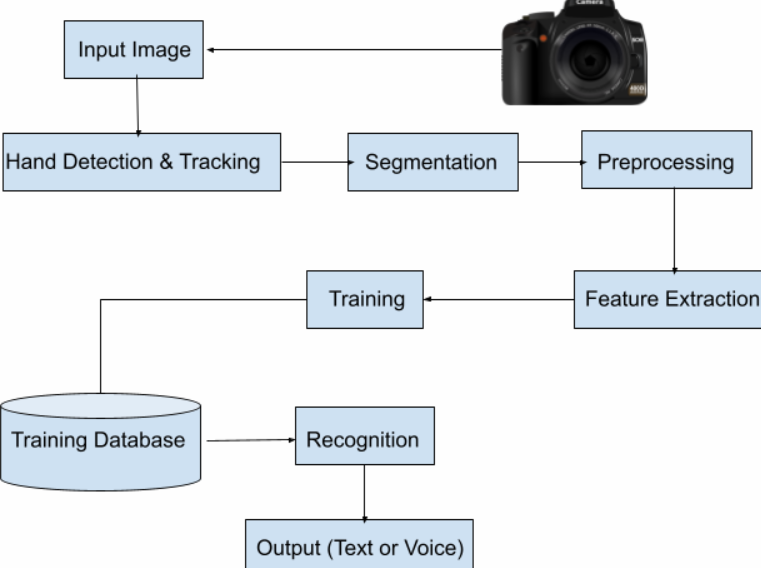 Camera
Input Image
Hand Detection & Tracking
Segmentation
Preprocessing
Feature Extraction
Training
Training Database
Recognition
Output (Text or Voice)